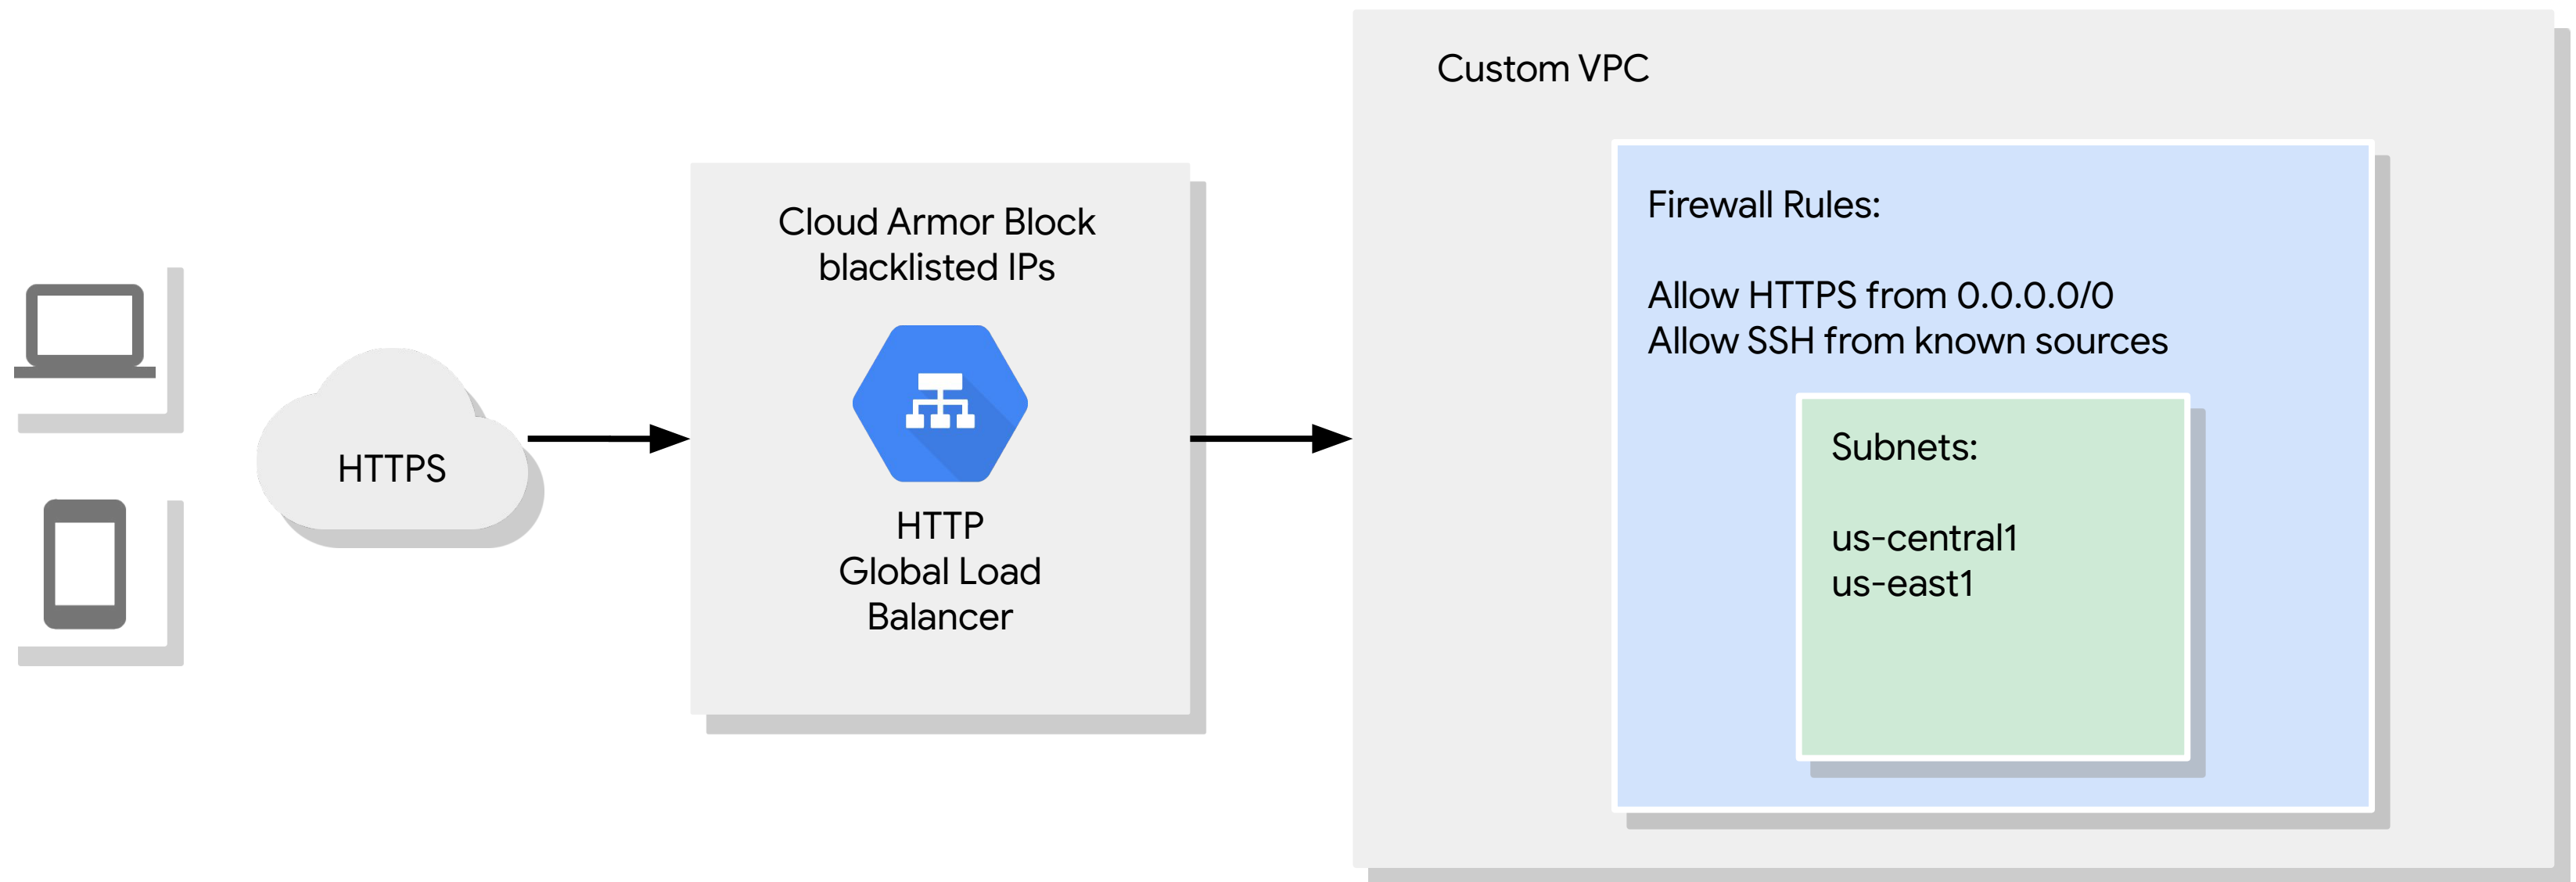 HTTPS
Cloud Armor Block
blacklisted IPs
HTTP
Global Load
Balancer
Custom VPC
Firewall Rules:
Allow HTTPS from 0.0.0.0/0
Allow SSH from known sources
Subnets:
us-central1
us-east1